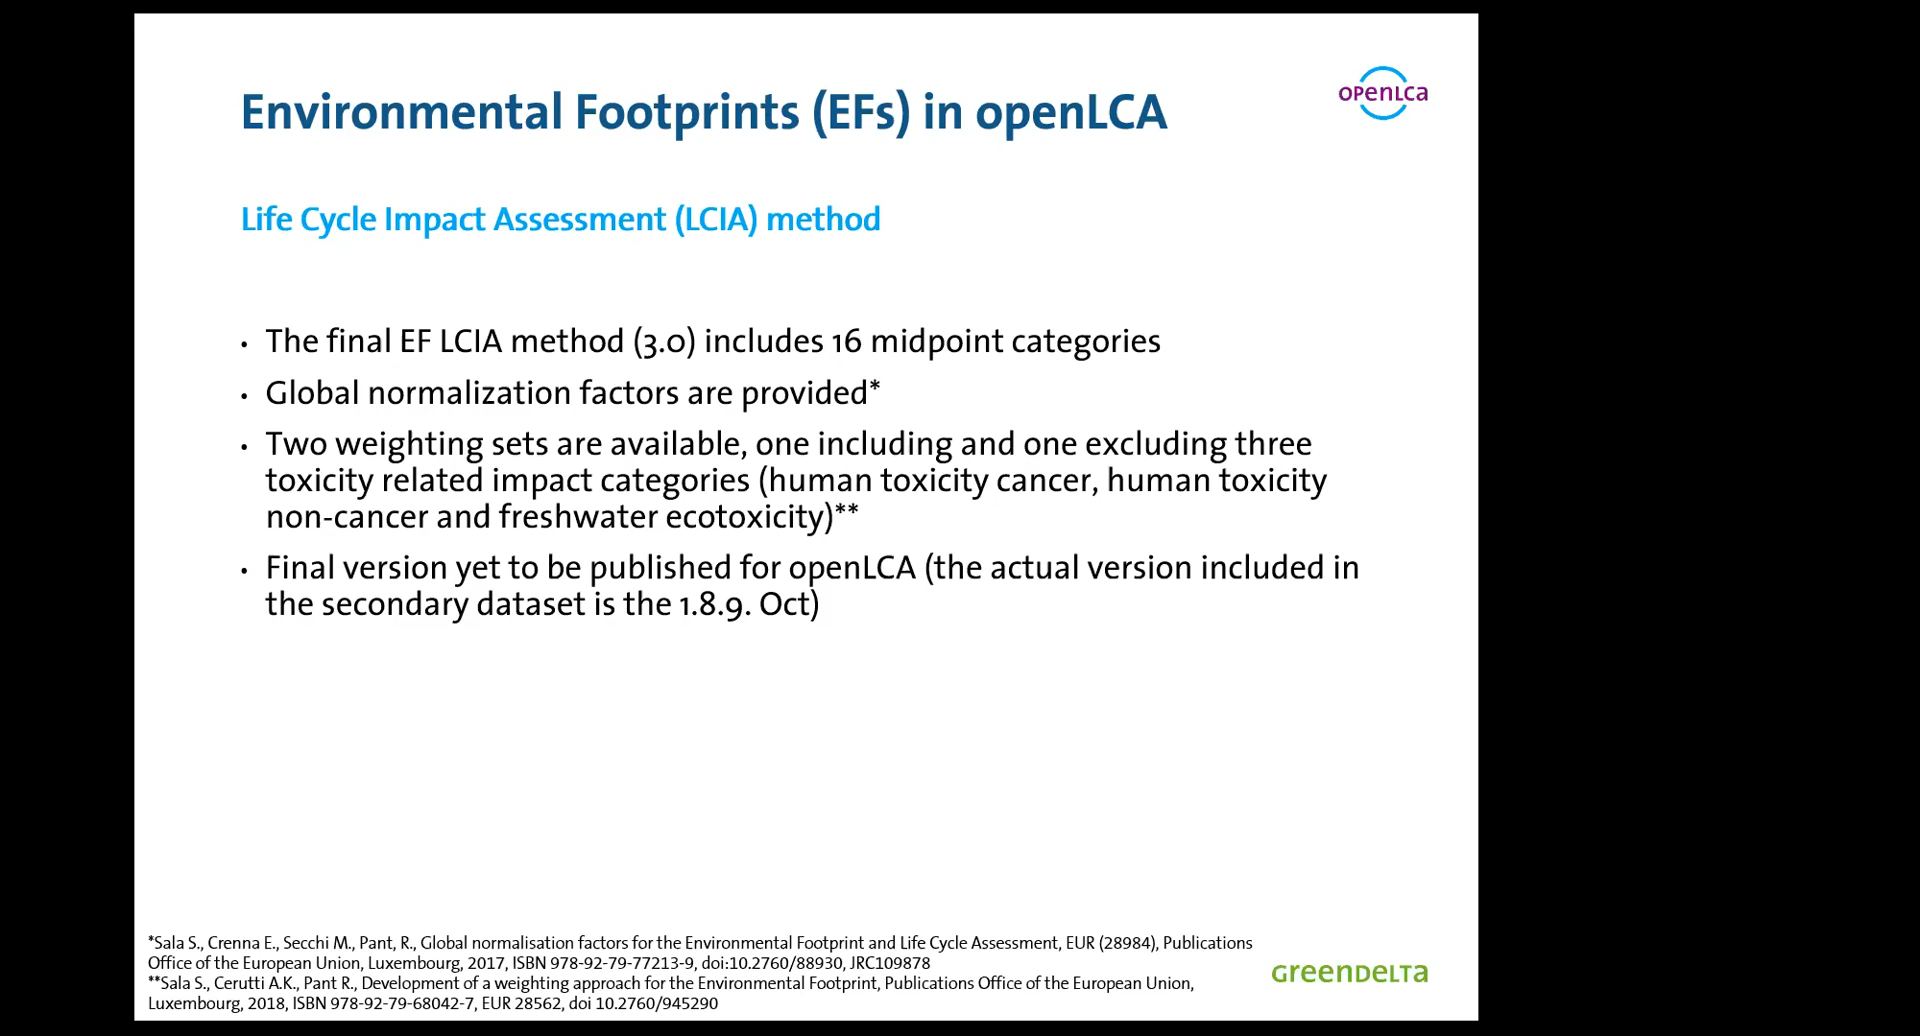 Environmental Footprints (EFs) in openLCA
openLca
Life Cycle Impact Assessment (LCIA) method
• The final EF LCIA method (3.0) includes 16 midpoint categories
• Global normalization factors are provided*
• Two weighting sets are available, one including and one excluding three
toxicity related impact categories (human toxicity cancer, human toxicity
non-cancer and freshwater ecotoxicity)**
• Final version yet to be published for openLCA (the actual version included in
the secondary dataset is the 1.8.9. Oct)
*Sala S., Crenna E., Secchi M., Pant, R., Global normalisation factors for the Environmental Footprint and Life Cycle Assessment, EUR (28984), Publications
Office of the European Union, Luxembourg, 2017, ISBN 978-92-79-77213-9, doi:10.2760/88930, JRC109878
**Sala S., Cerutti A.K., Pant R., Development of a weighting approach for the Environmental Footprint, Publications Office of the European Union,
Luxembourg, 2018, ISBN 978-92-79-68042-7, EUR 28562, doi 10.2760/945290
GreenDeLTa